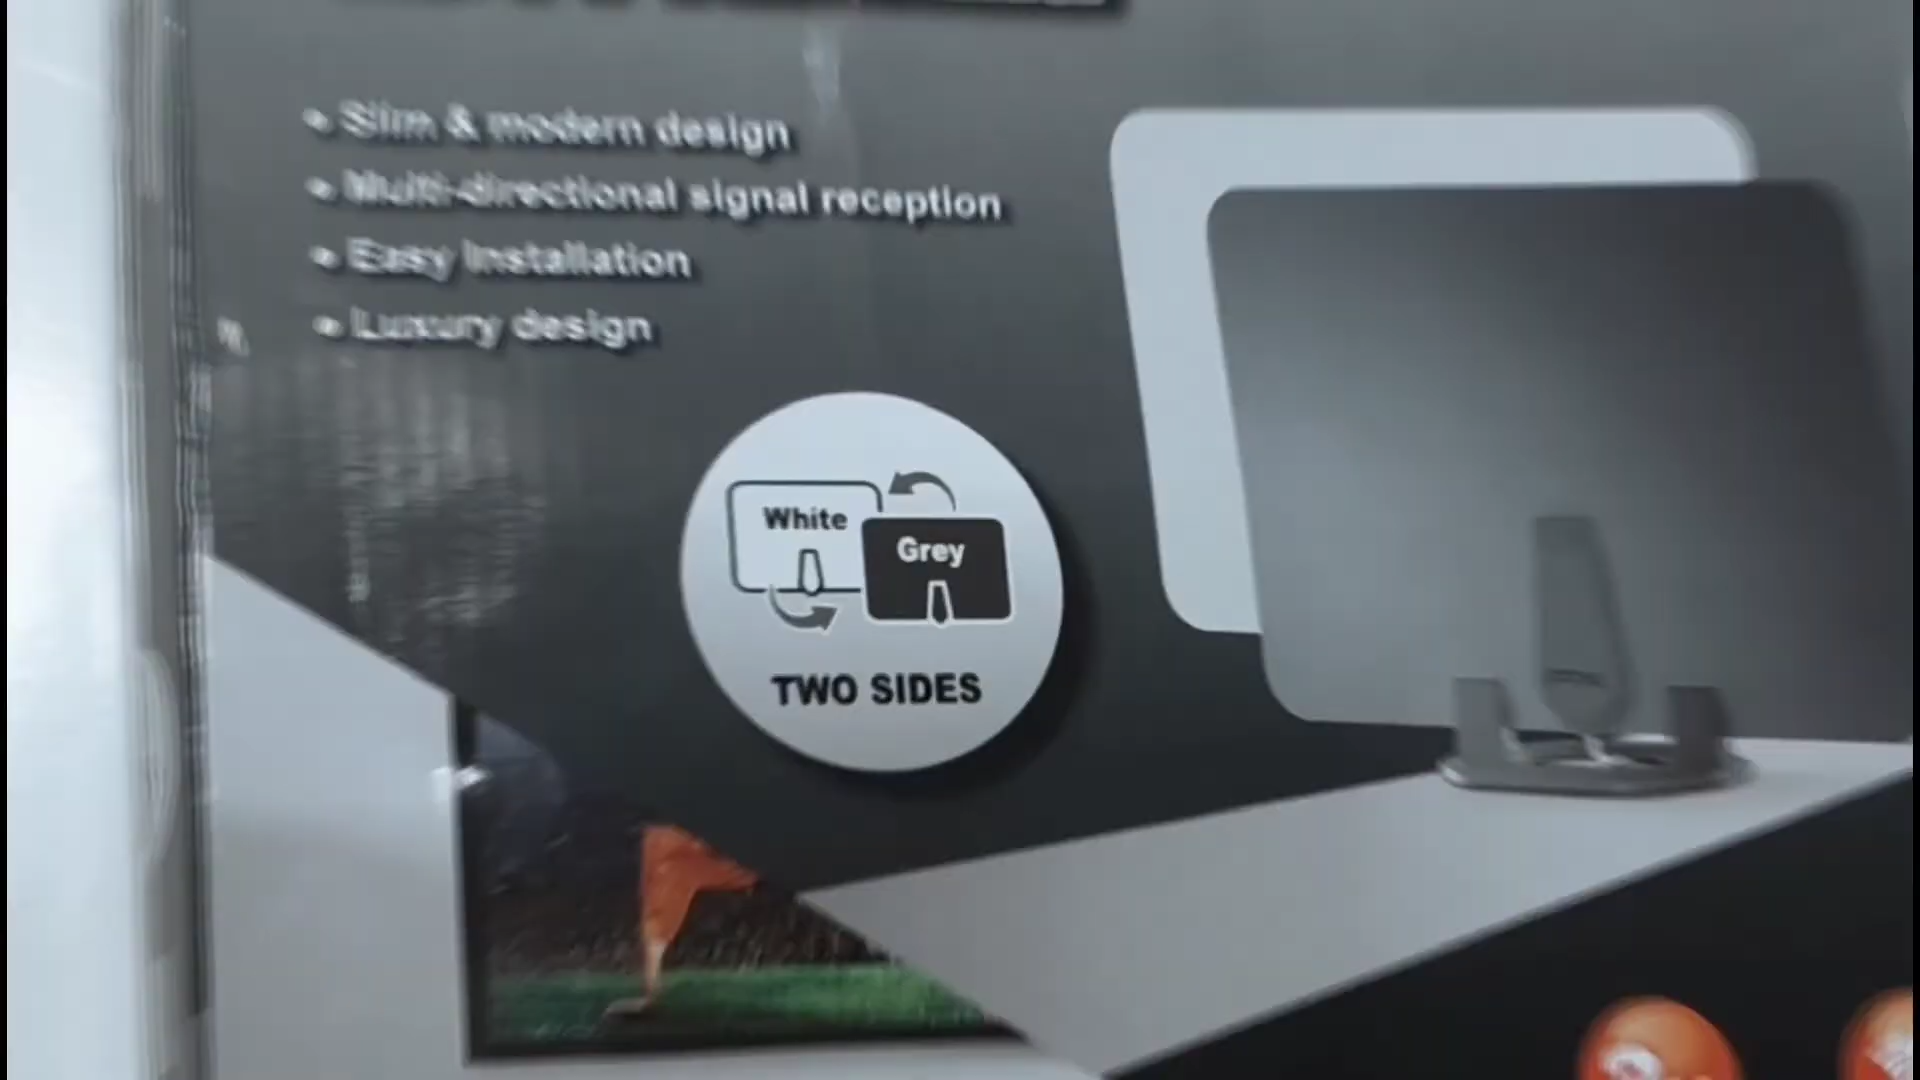 • Slim & modern design
• Multi-directional signal reception
• Easy Installation
• Luxury design
White
Grey
TWO SIDES